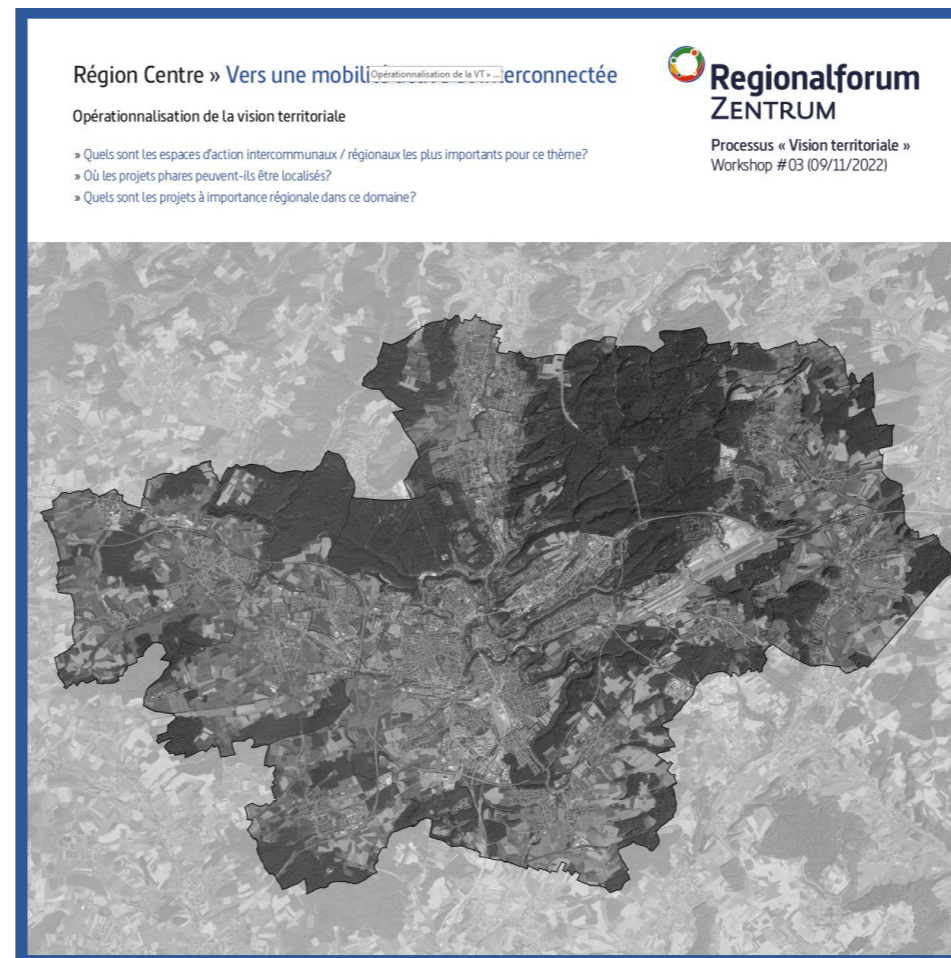 Région Centre » Vers une mobili
Opérationnalisation de la VT » ...
terconnectée
Opérationnalisation de la vision territoriale
» Quels sont les espaces d'action intercommunaux / régionaux les plus importants pour ce thème?
» Où les projets phares peuvent-ils être localisés?
» Quels sont les projets à importance régionale dans ce domaine?
Regionalforum
ZENTRUM
Processus « Vision territoriale »
Workshop #03 (09/11/2022)